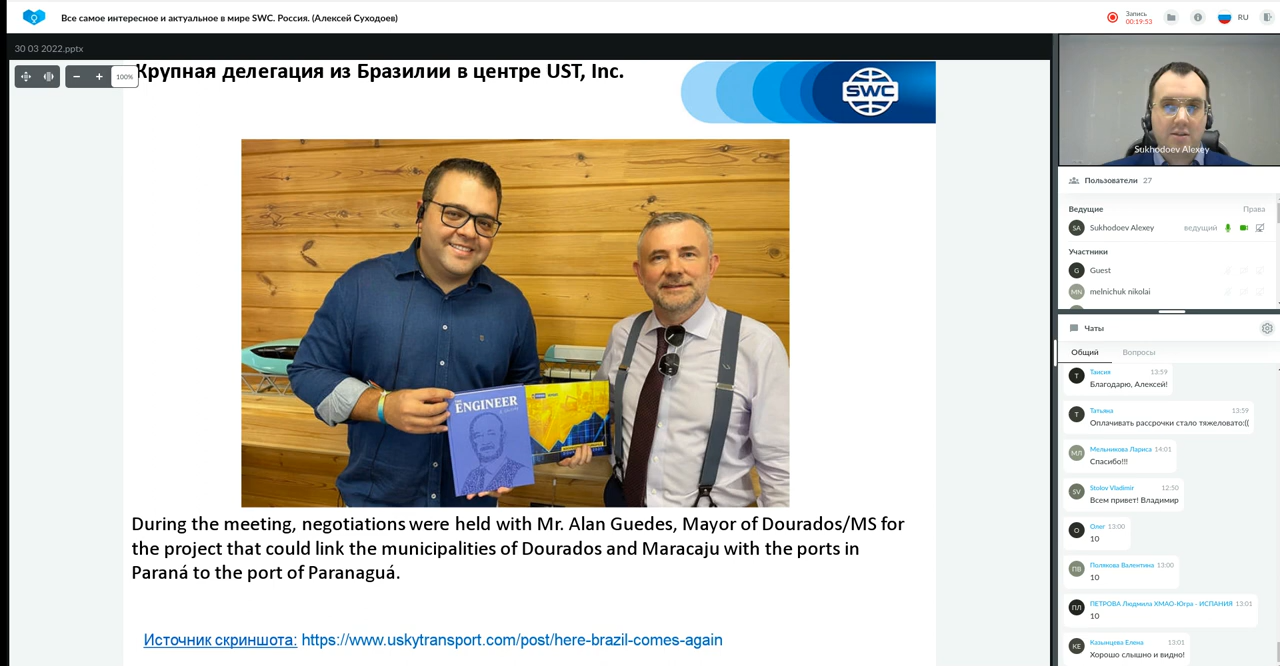 Все самое интересное и актуальное в мире SWC. Россия. (Алексей Суходоев)
Запись
00:19:53
RU
30 03 2022.pptx
100%
Крупная делегация из Бразилии в центре UST, Inc.
SWC
THE
ENGINEER
During the meeting, negotiations were held with Mr. Alan Guedes, Mayor of Dourados/MS for
the project that could link the municipalities of Dourados and Maracaju with the ports in
Paraná to the port of Paranaguá.
Источник скриншота: https://www.uskytransport.com/post/here-brazil-comes-again
Sukhodoev Alexey
Пользователи 27
Ведущие Права
SA Sukhodoev Alexey ведущий
Участники
G Guest
MN melnichuk nikolai
Чаты
Общий Вопросы
Т Таисия 13:59
Благодарю, Алексей!
Т Татьяна 13:59
Оплачивать рассрочки стало тяжеловато:((
МЛ Мельникова Лариса 14:01
Спасибо!!!
SV Stolov Vladimir 12:50
Всем привет! Владимир
О Олег 13:00
10
ПВ Полякова Валентина 13:00
10
ПЛ ПЕТРОВА Людмила ХМАО-Югра - ИСПАНИЯ 13:01
10
КЕ Казынцева Елена 13:01
Хорошо слышно и видно!